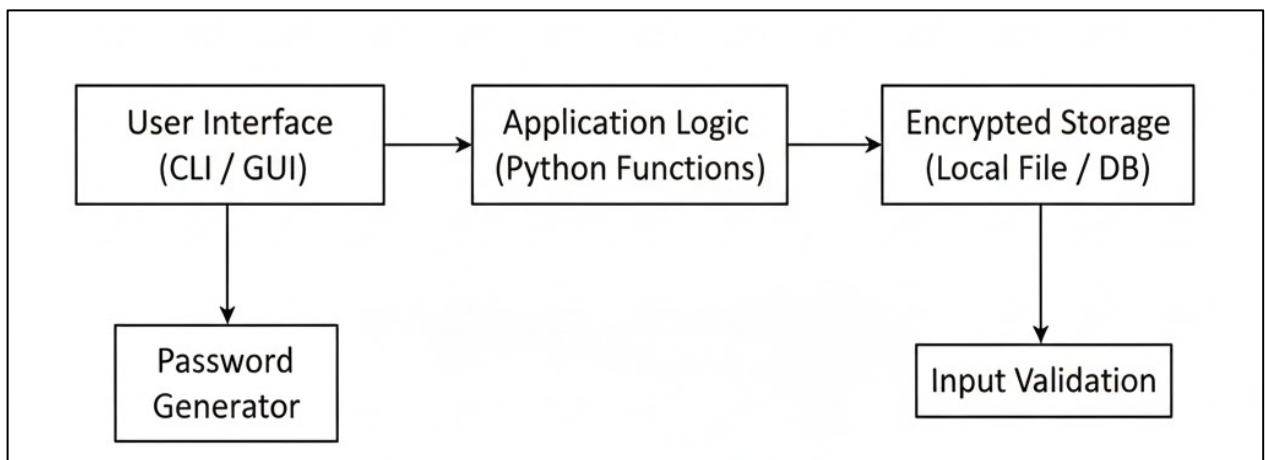 User Interface
(CLI / GUI)
Application Logic
(Python Functions)
Encrypted Storage
(Local File / DB)
Password
Generator
Input Validation